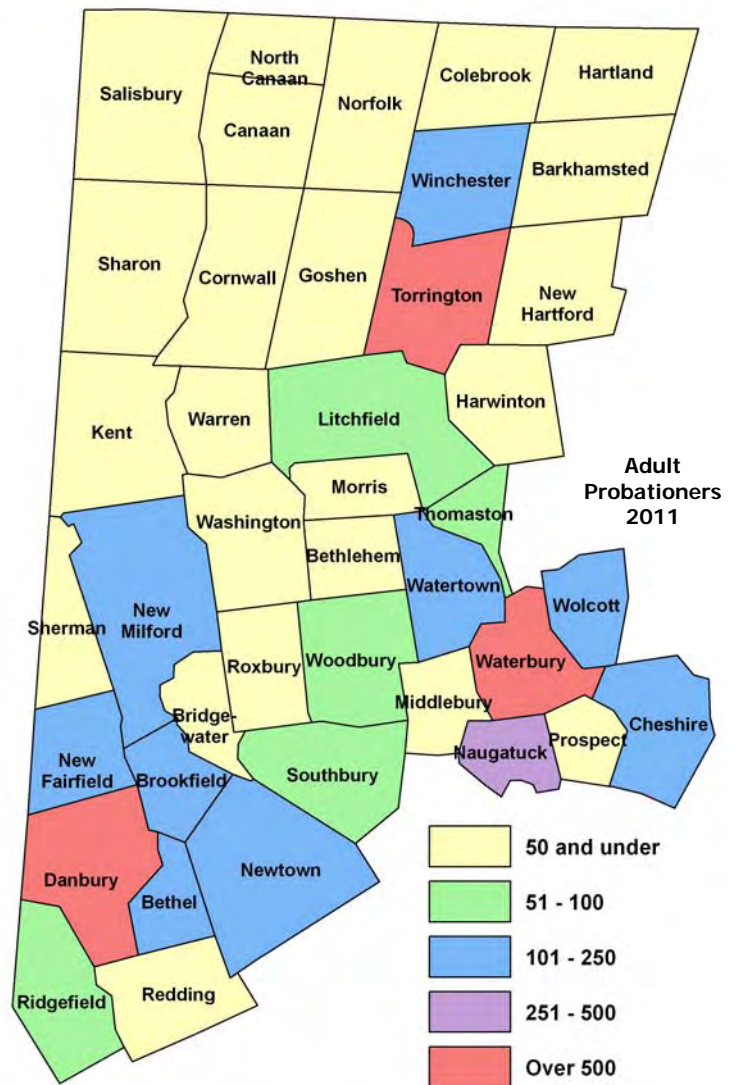 North
Canaan
Colebrook
Hartland
Salisbury
Norfolk
Canaan
Winchester
Barkhamsted
Sharon
Cornwall
Goshen
Torrington
New
Hartford
Kent
Warren
Litchfield
Harwinton
Adult
Probationers
2011
Morris
Washington
Thomaston
Bethlehem
Watertown
Wolcott
Sherman
New
Milford
Roxbury
Woodbury
Waterbury
Middlebury
Bridge-
water
Naugatuck
Prospect
Cheshire
New
Fairfield
Brookfield
Southbury
Danbury
Bethel
Newtown
Ridgefield
Redding
50 and under
51 - 100
101 - 250
251 - 500
Over 500